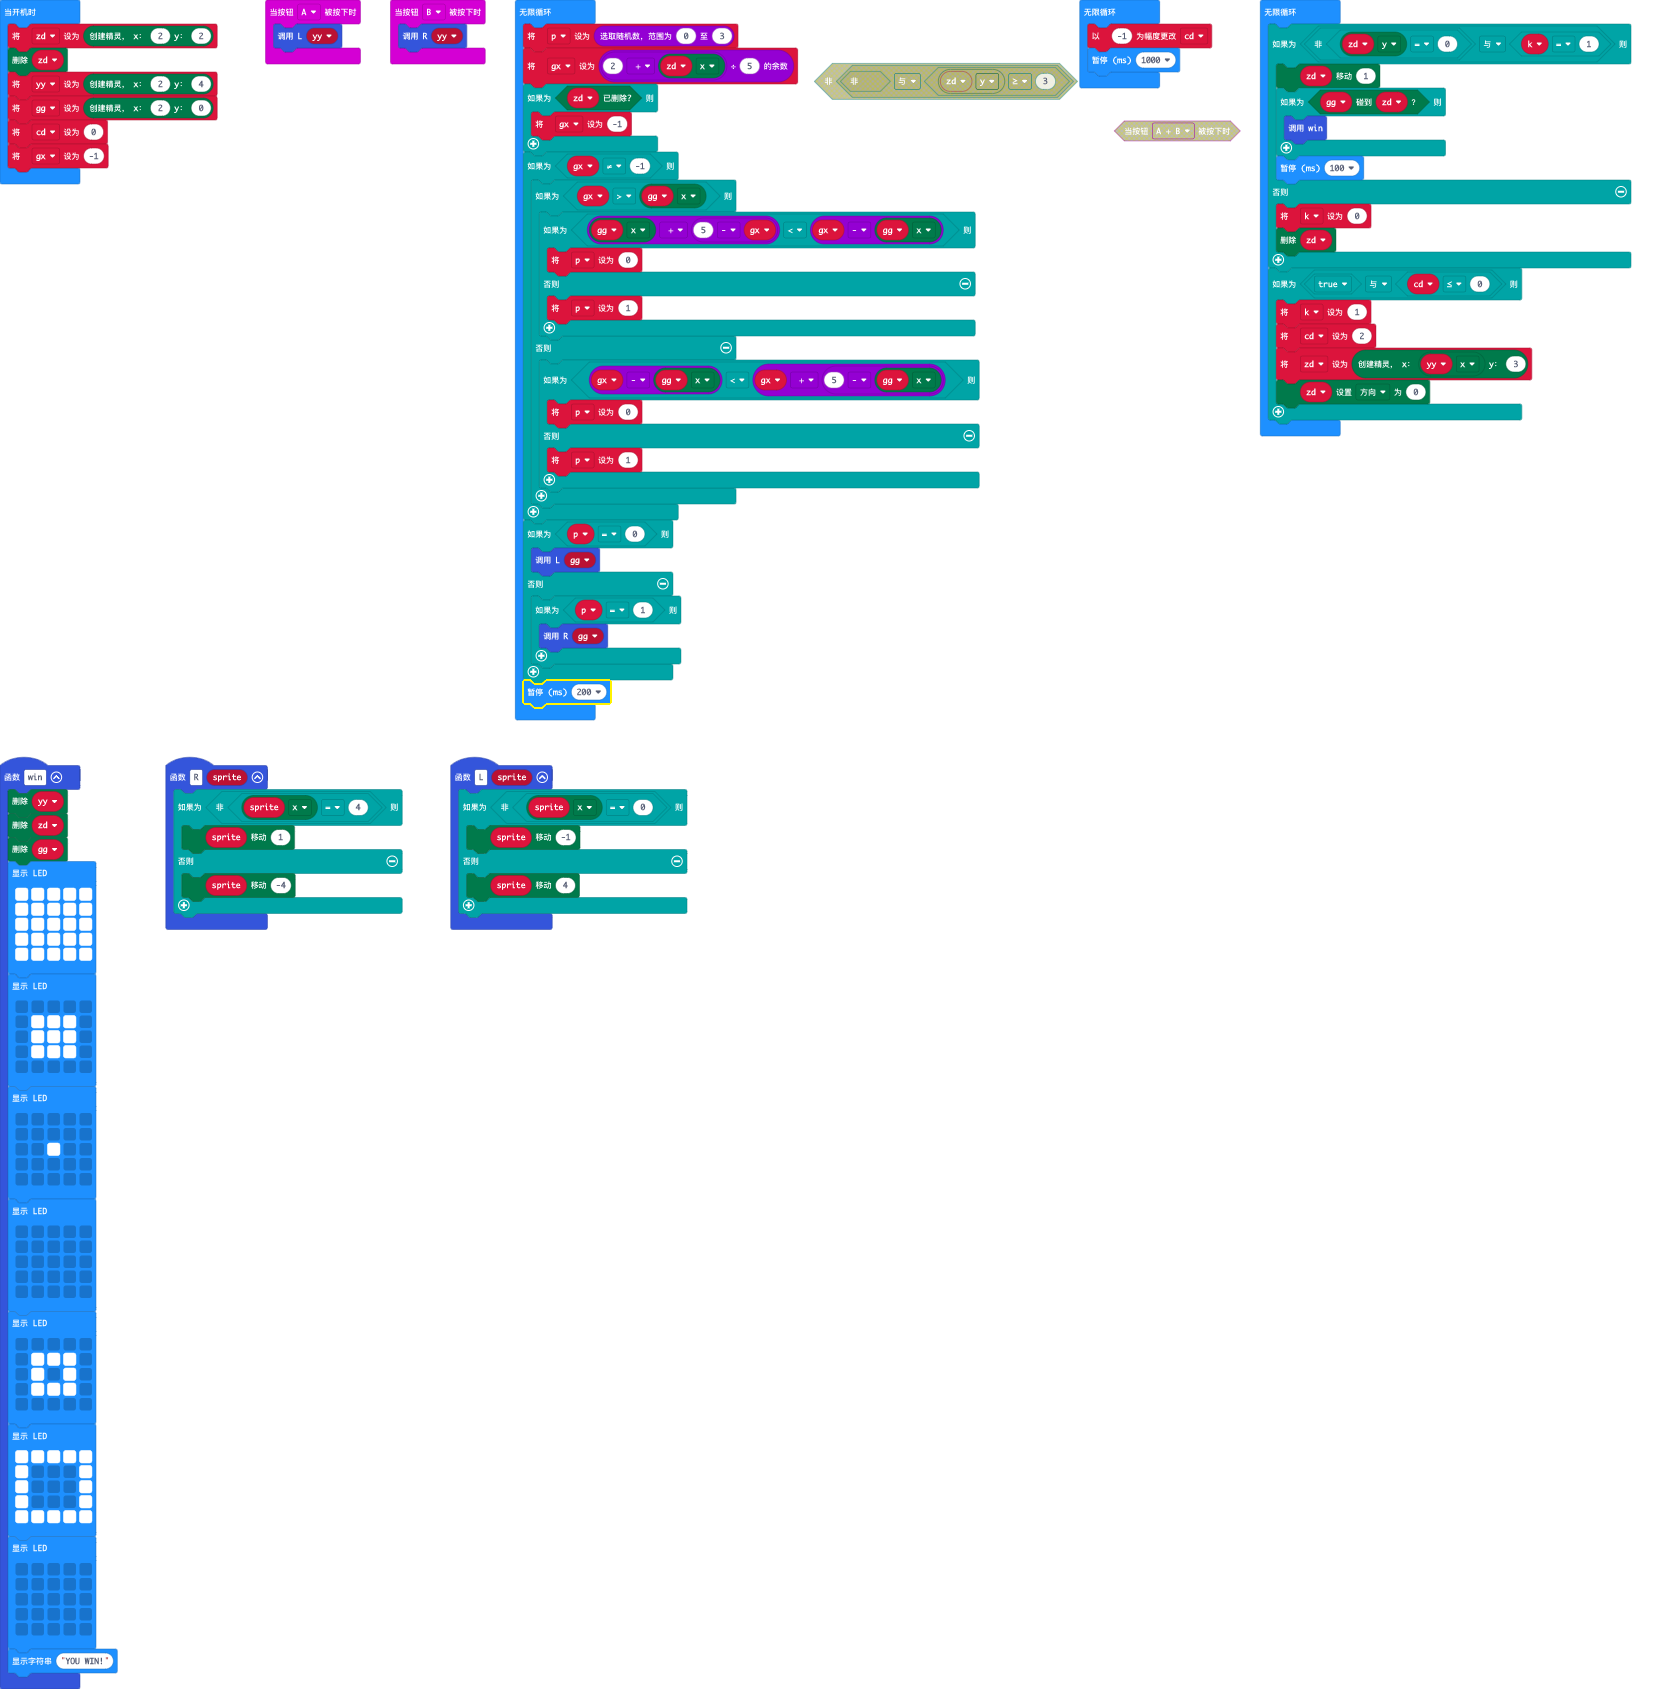 当开机时
将 zd 设为 创建精灵, x: 2 y: 2
删除 zd
将 yy 设为 创建精灵, x: 2 y: 4
将 gg 设为 创建精灵, x: 2 y: 0
将 cd 设为 0
将 gx 设为 -1
当按钮 A 被按下时
调用 L yy
当按钮 B 被按下时
调用 R yy
无限循环
将 p 设为 选取随机数, 范围为 0 至 3
将 gx 设为 2 + zd x ÷ 5 的余数
如果为 zd 已删除? 则
将 gx 设为 -1
如果为 gx ≠ -1 则
如果为 gx > gg x 则
如果为 gg x + 5 - gx < gx - gg x 则
将 p 设为 0
否则
将 p 设为 1
否则
如果为 gx - gg x < gx + 5 - gg x 则
将 p 设为 0
否则
将 p 设为 1
如果为 p = 0 则
调用 L gg
否则
如果为 p = 1 则
调用 R gg
暂停 (ms) 200
非 非 与 zd y ≥ 3
无限循环
以 -1 为幅度更改 cd
暂停 (ms) 1000
当按钮 A + B 被按下时
无限循环
如果为 非 zd y = 0 与 k = 1 则
zd 移动 1
如果为 gg 碰到 zd ? 则
调用 win
暂停 (ms) 100
否则
将 k 设为 0
删除 zd
如果为 true 与 cd ≤ 0 则
将 k 设为 1
将 cd 设为 2
将 zd 设为 创建精灵, x: yy x y: 3
zd 设置 方向 为 0
函数 win
删除 yy
删除 zd
删除 gg
显示 LED
显示 LED
显示 LED
显示 LED
显示 LED
显示 LED
显示 LED
显示字符串 "YOU WIN!"
函数 R sprite
如果为 非 sprite x = 4 则
sprite 移动 1
否则
sprite 移动 -4
函数 L sprite
如果为 非 sprite x = 0 则
sprite 移动 -1
否则
sprite 移动 4